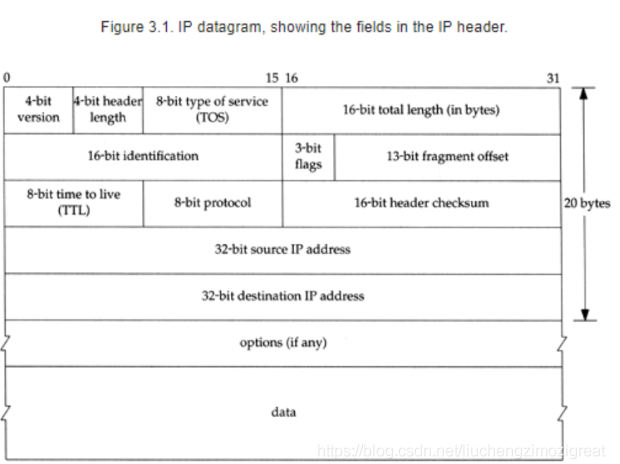 Figure 3.1. IP datagram, showing the fields in the IP header.
0 15 16 31
4-bit version 4-bit header length 8-bit type of service (TOS) 16-bit total length (in bytes)
16-bit identification 3-bit flags 13-bit fragment offset
8-bit time to live (TTL) 8-bit protocol 16-bit header checksum
20 bytes
32-bit source IP address
32-bit destination IP address
options (if any)
data
https://blog.csdn.net/liuchengzimozigreat